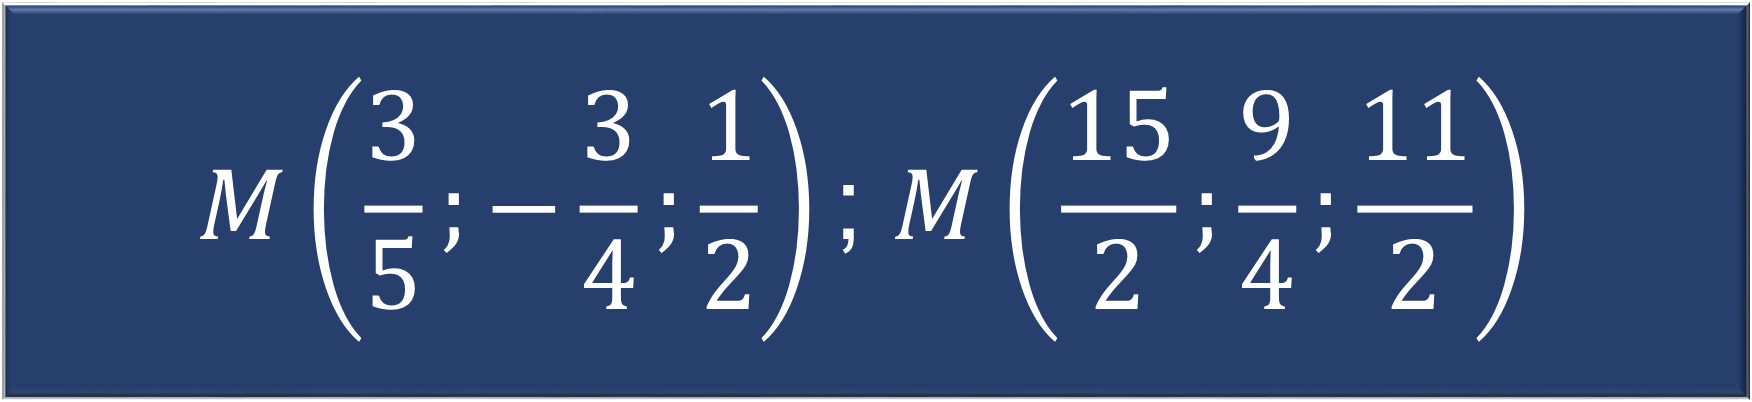 M(3/5; −3/4; 1/2) ; M(15/2; 9/4; 11/2)